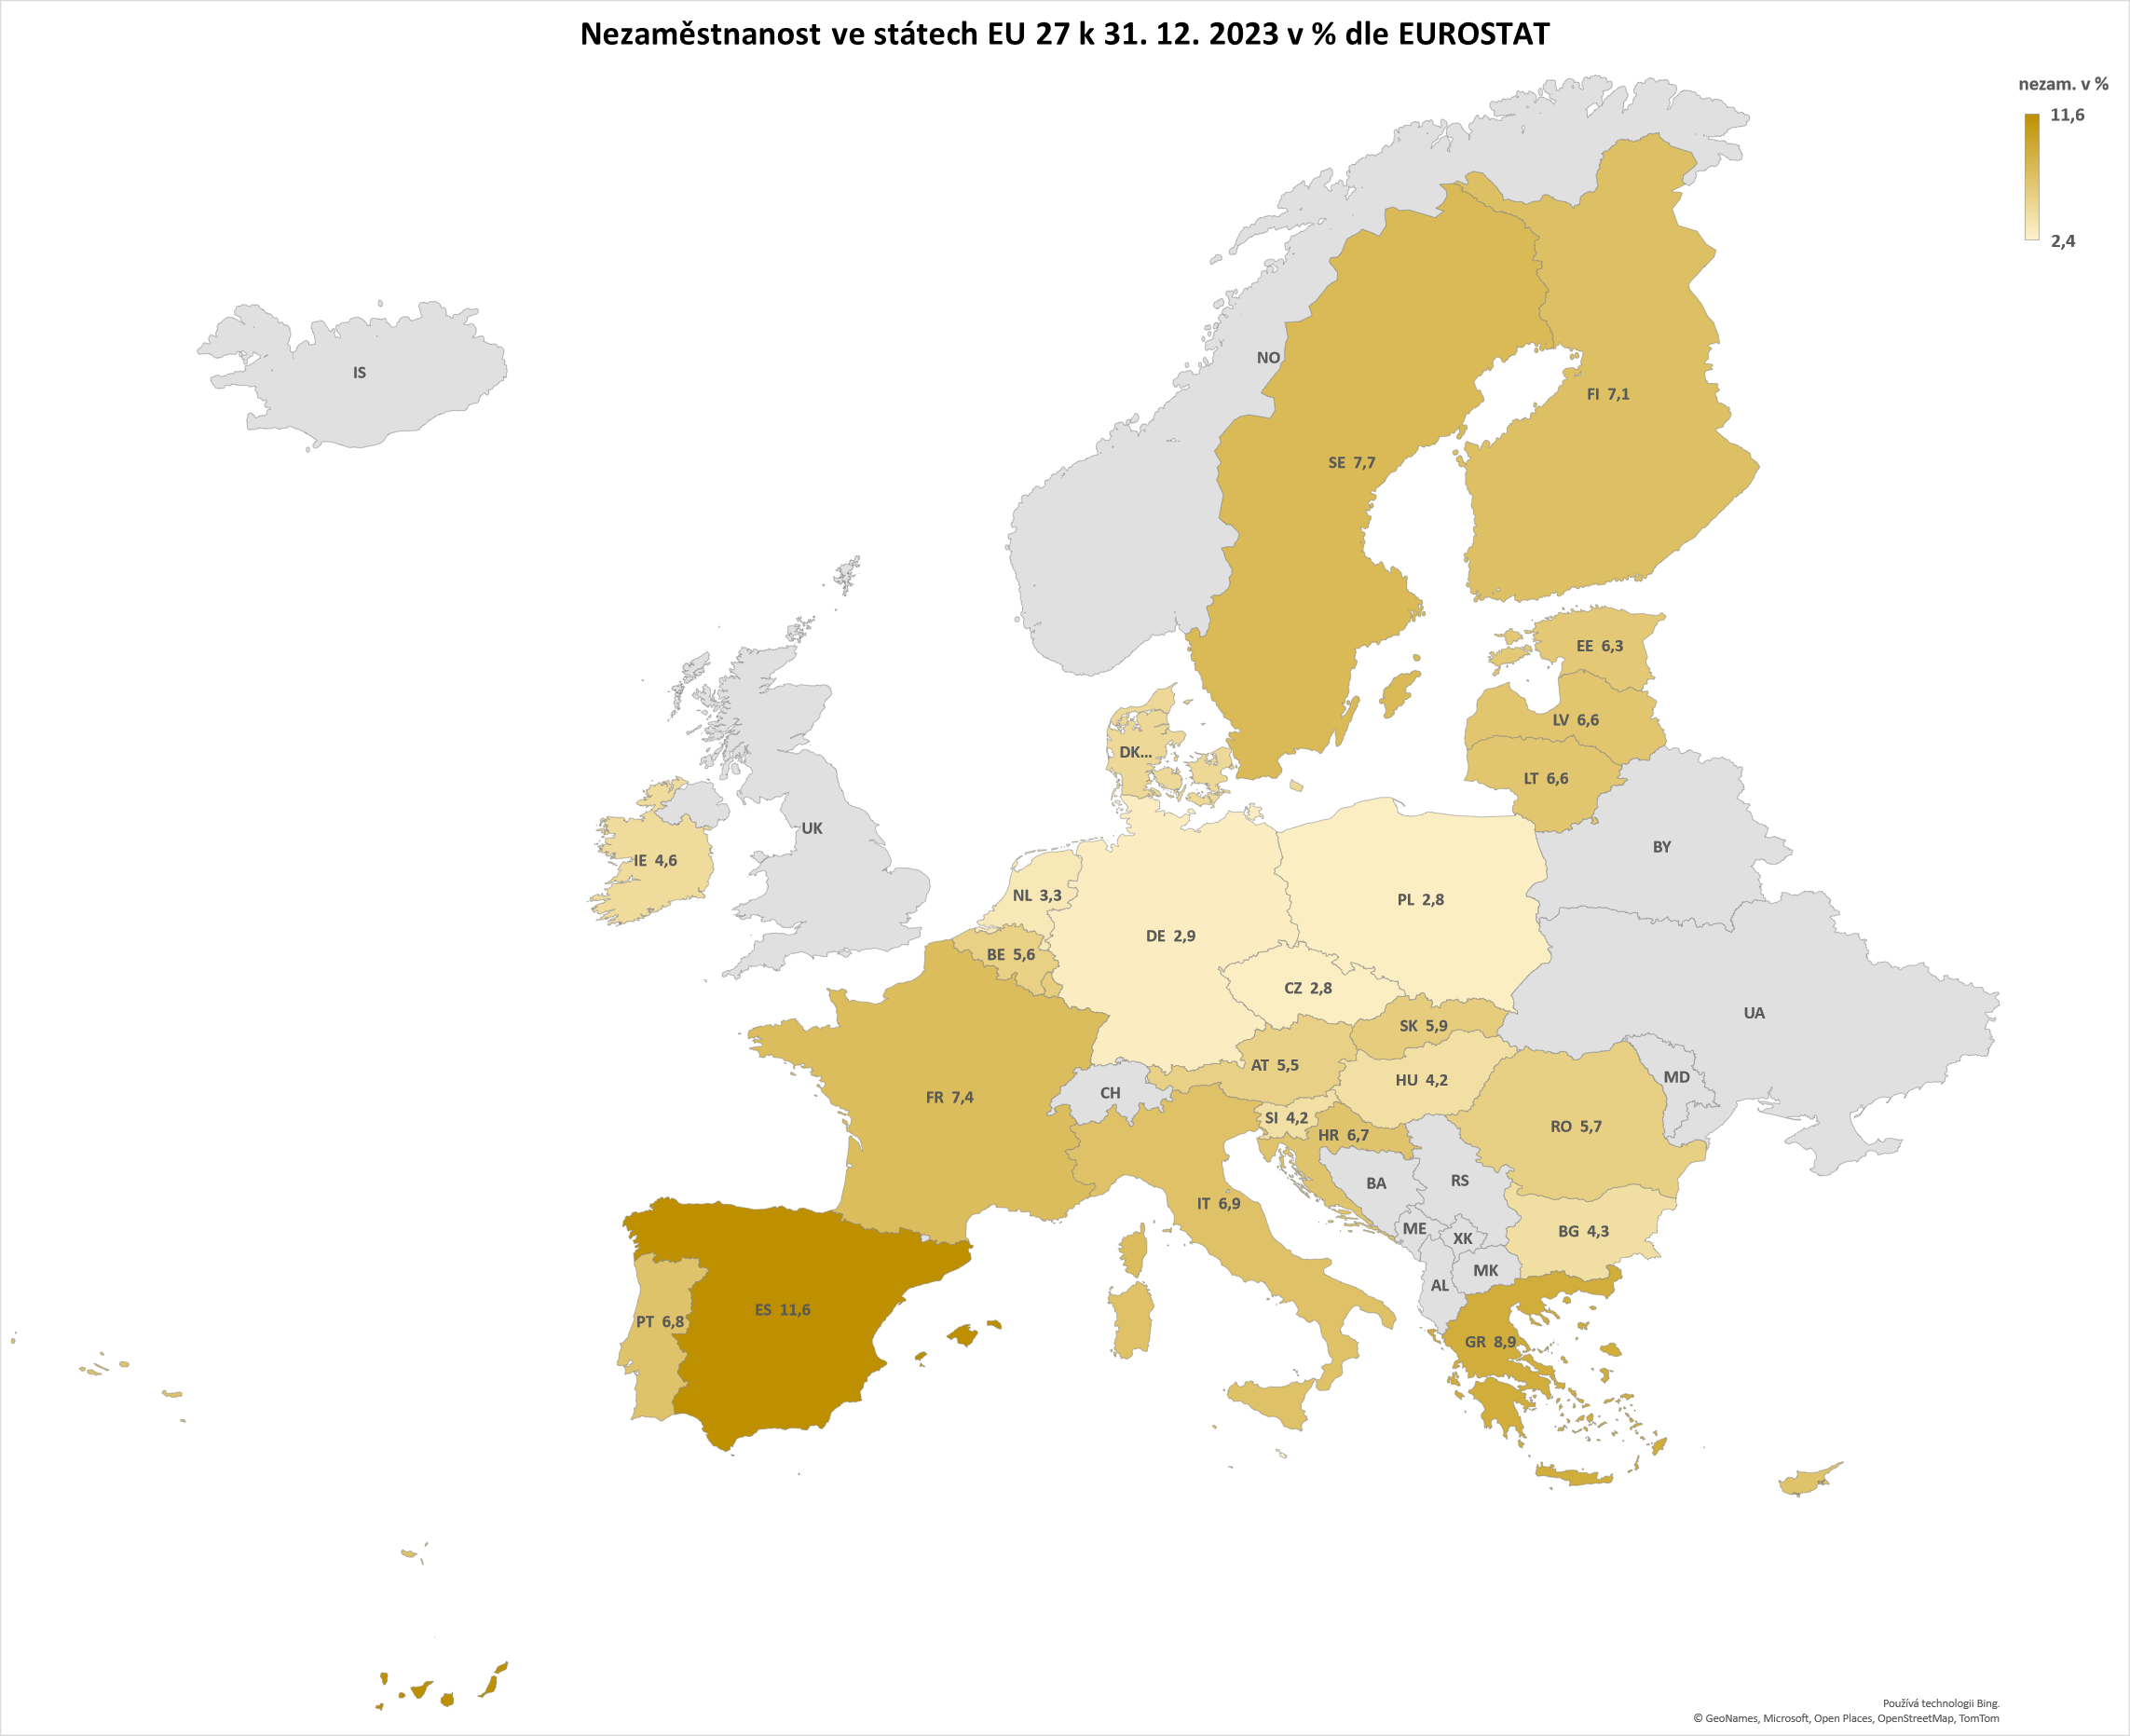 Nezaměstnanost ve státech EU 27 k 31. 12. 2023 v % dle EUROSTAT
nezam. v %
11,6
2,4
NO
IS
FI 7,1
SE 7,7
EE 6,3
LV 6,6
DK...
LT 6,6
UK
BY
IE 4,6
NL 3,3
PL 2,8
DE 2,9
BE 5,6
CZ 2,8
UA
SK 5,9
AT 5,5
MD
HU 4,2
CH
FR 7,4
SI 4,2
RO 5,7
HR 6,7
RS
BA
IT 6,9
ME
BG 4,3
XK
MK
AL
ES 11,6
PT 6,8
GR 8,9
Používá technologii Bing.
© GeoNames, Microsoft, Open Places, OpenStreetMap, TomTom